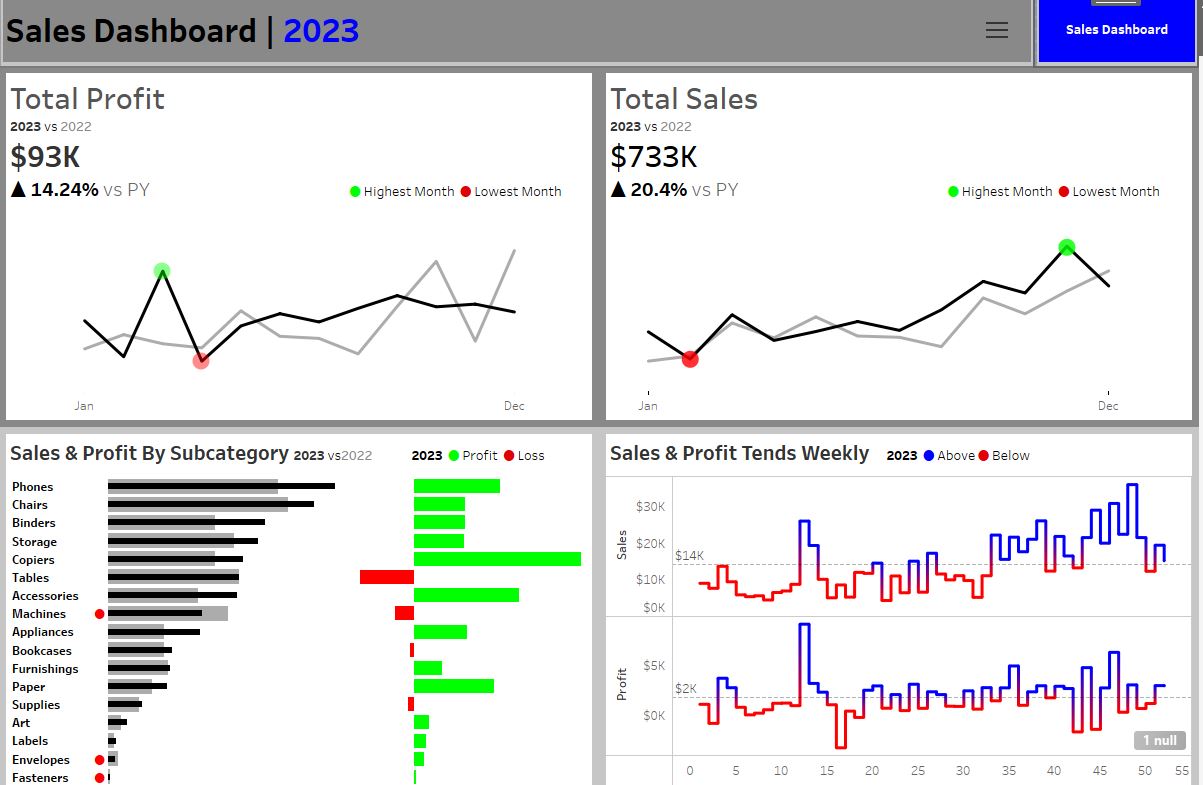 Sales Dashboard | 2023
Sales Dashboard
Total Profit
2023 vs 2022
$93K
▲ 14.24% vs PY
Highest Month Lowest Month
Jan Dec
Total Sales
2023 vs 2022
$733K
▲ 20.4% vs PY
Highest Month Lowest Month
Jan Dec
Sales & Profit By Subcategory 2023 vs2022
2023 Profit Loss
Phones
Chairs
Binders
Storage
Copiers
Tables
Accessories
Machines
Appliances
Bookcases
Furnishings
Paper
Supplies
Art
Labels
Envelopes
Fasteners
Sales & Profit Tends Weekly 2023 Above Below
Sales
$30K
$20K
$14K
$10K
$0K
Profit
$5K
$2K
$0K
1 null
0 5 10 15 20 25 30 35 40 45 50 55